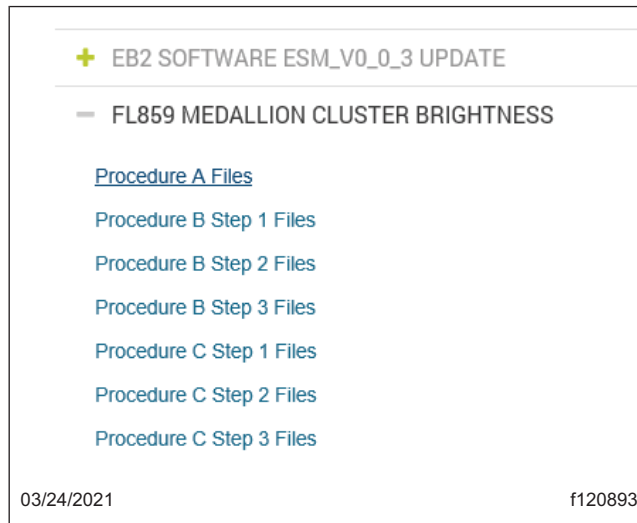 EB2 SOFTWARE ESM_V0_0_3 UPDATE
FL859 MEDALLION CLUSTER BRIGHTNESS
Procedure A Files
Procedure B Step 1 Files
Procedure B Step 2 Files
Procedure B Step 3 Files
Procedure C Step 1 Files
Procedure C Step 2 Files
Procedure C Step 3 Files
03/24/2021 f120893